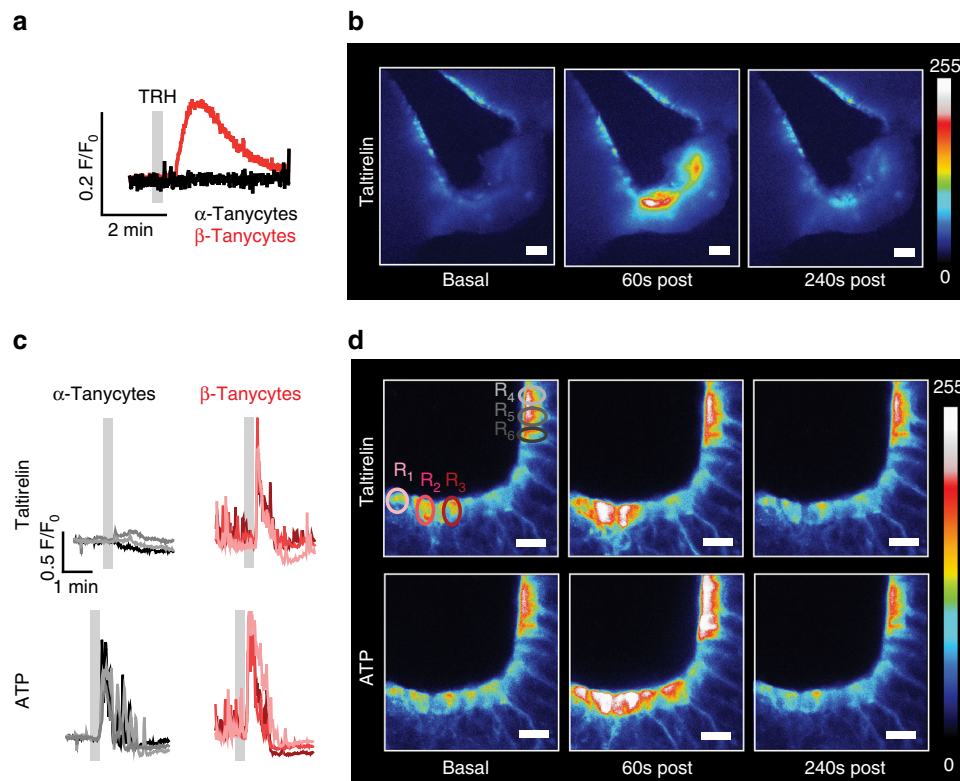 a
TRH
0.2 F/F0
2 min
α-Tanycytes
β-Tanycytes
b
Taltirelin
Basal
60s post
240s post
255
0
c
α-Tanycytes
β-Tanycytes
Taltirelin
0.5 F/F0
1 min
ATP
d
Taltirelin
R4
R5
R6
R1
R2
R3
ATP
Basal
60s post
240s post
255
0